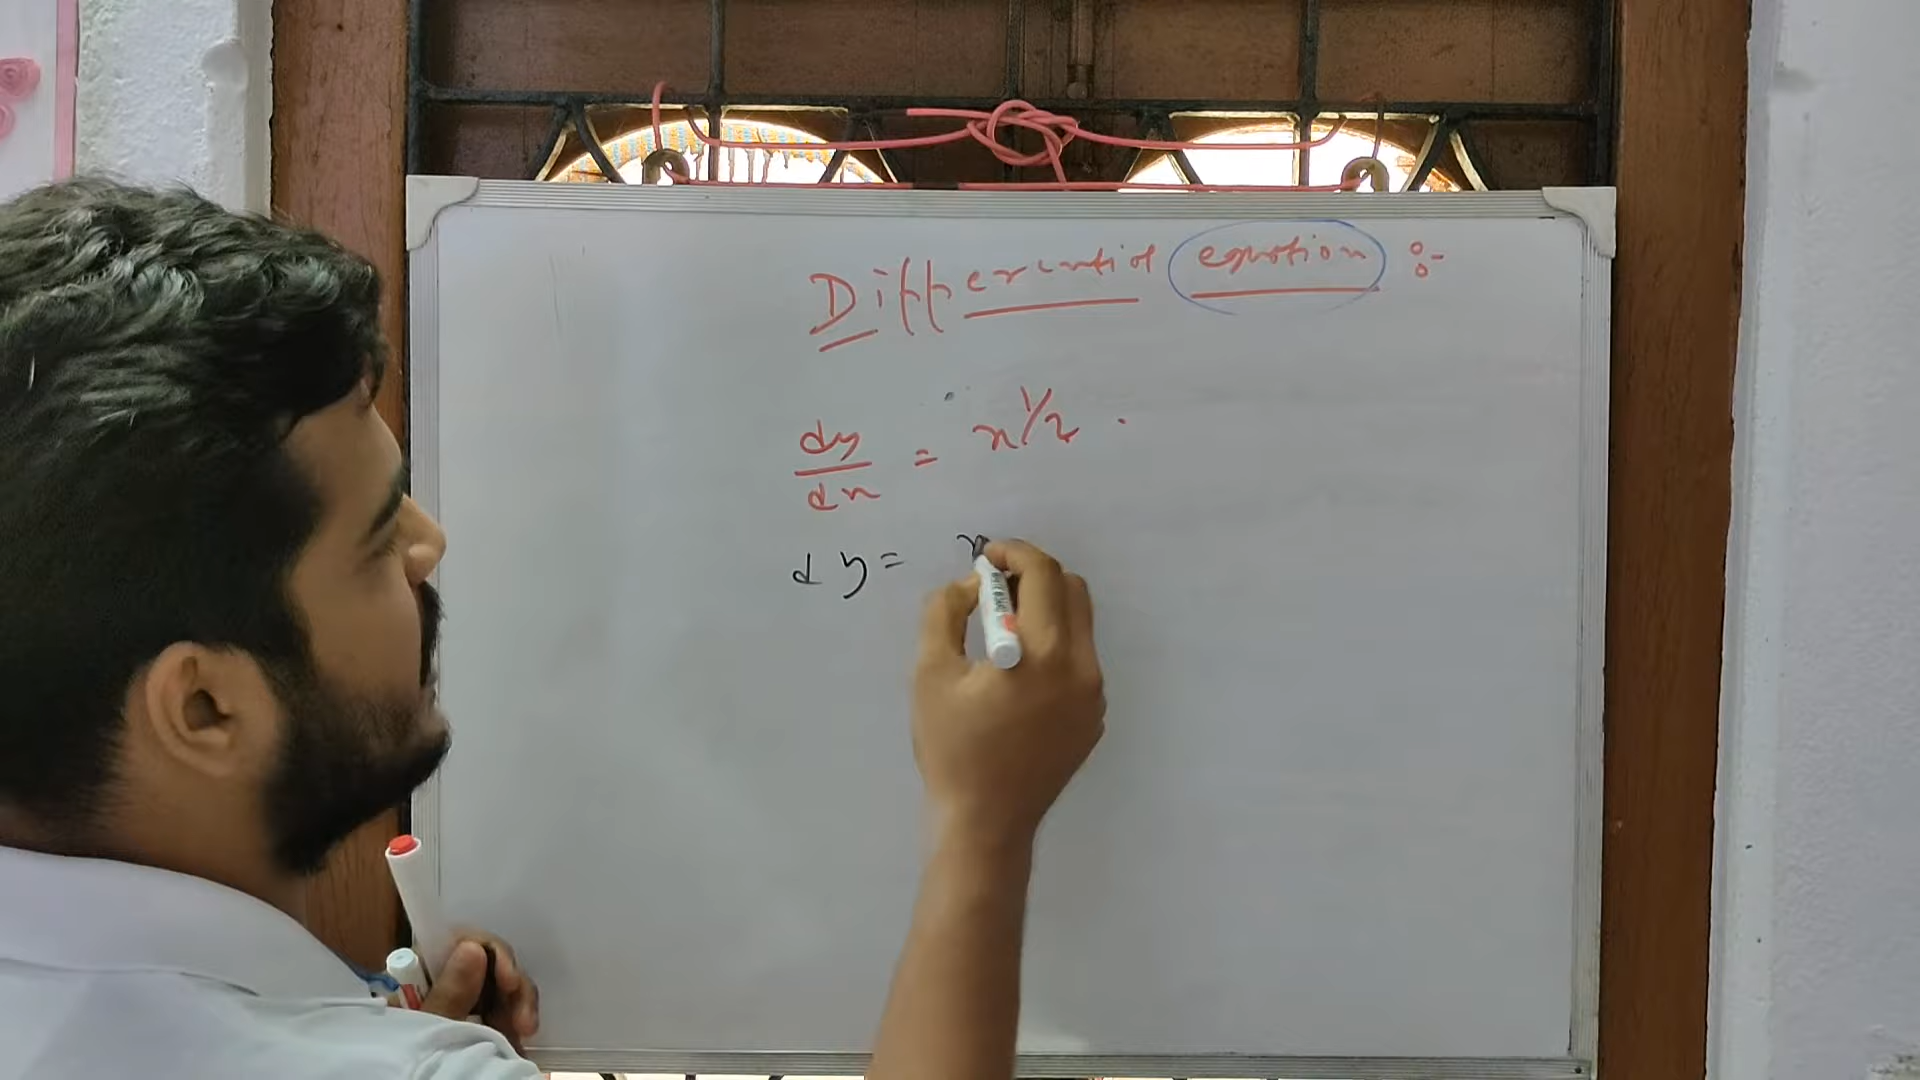 Differential equation :-
dy/dx = x^1/2 .
dy = x